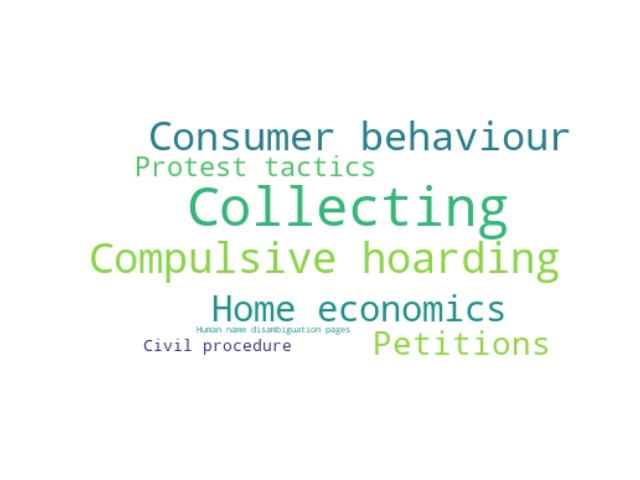 Consumer behaviour
Protest tactics
Collecting
Compulsive hoarding
Home economics
Human name disambiguation pages
Civil procedure
Petitions